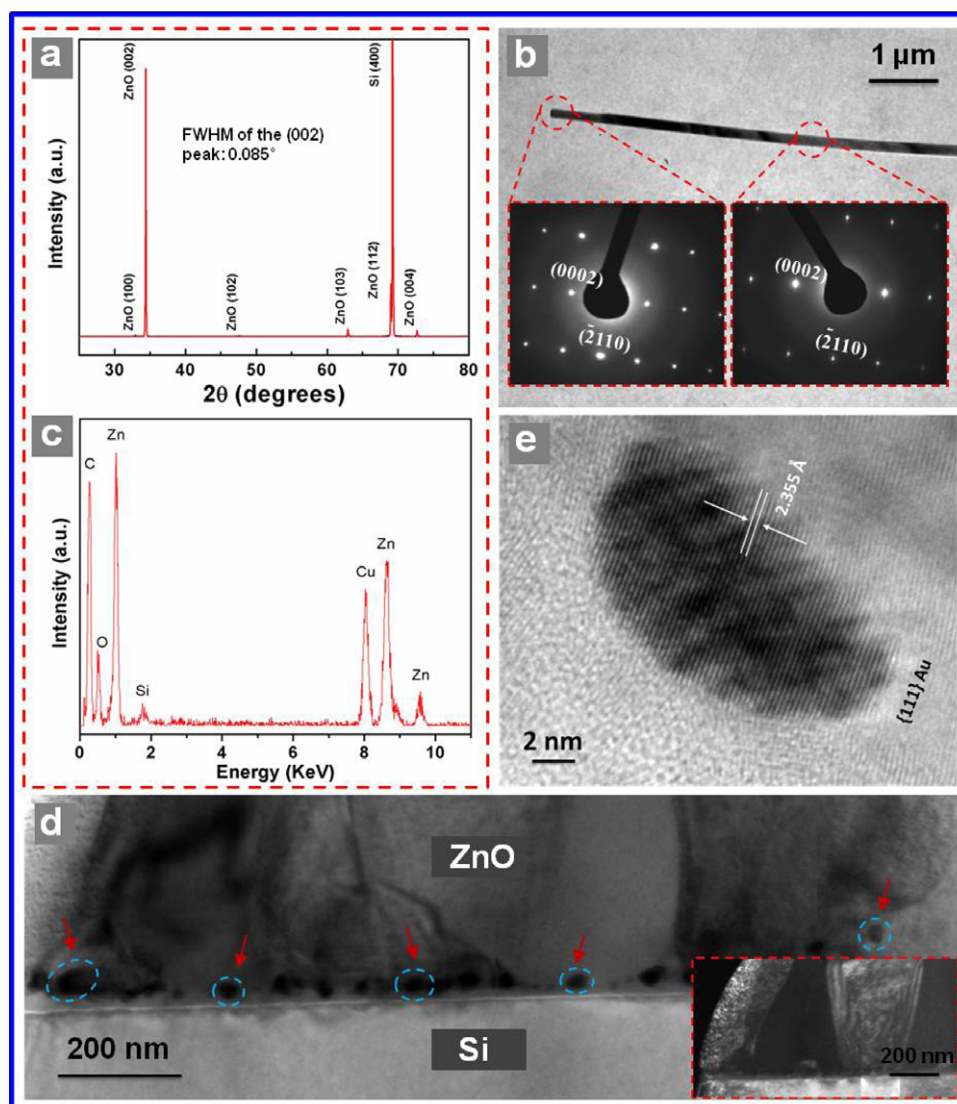 a
ZnO (002)
Si (400)
FWHM of the (002)
peak: 0.085°
ZnO (100)
ZnO (102)
ZnO (103)
ZnO (112)
ZnO (004)
Intensity (a.u.)
30 40 50 60 70 80
2θ (degrees)
b
1 µm
(0002)
(2̄110)
(0002)
(2̄110)
c
C
Zn
O
Si
Cu
Zn
Zn
Intensity (a.u.)
0 2 4 6 8 10
Energy (KeV)
e
2.355 Å
{111} Au
2 nm
d
ZnO
Si
200 nm
200 nm